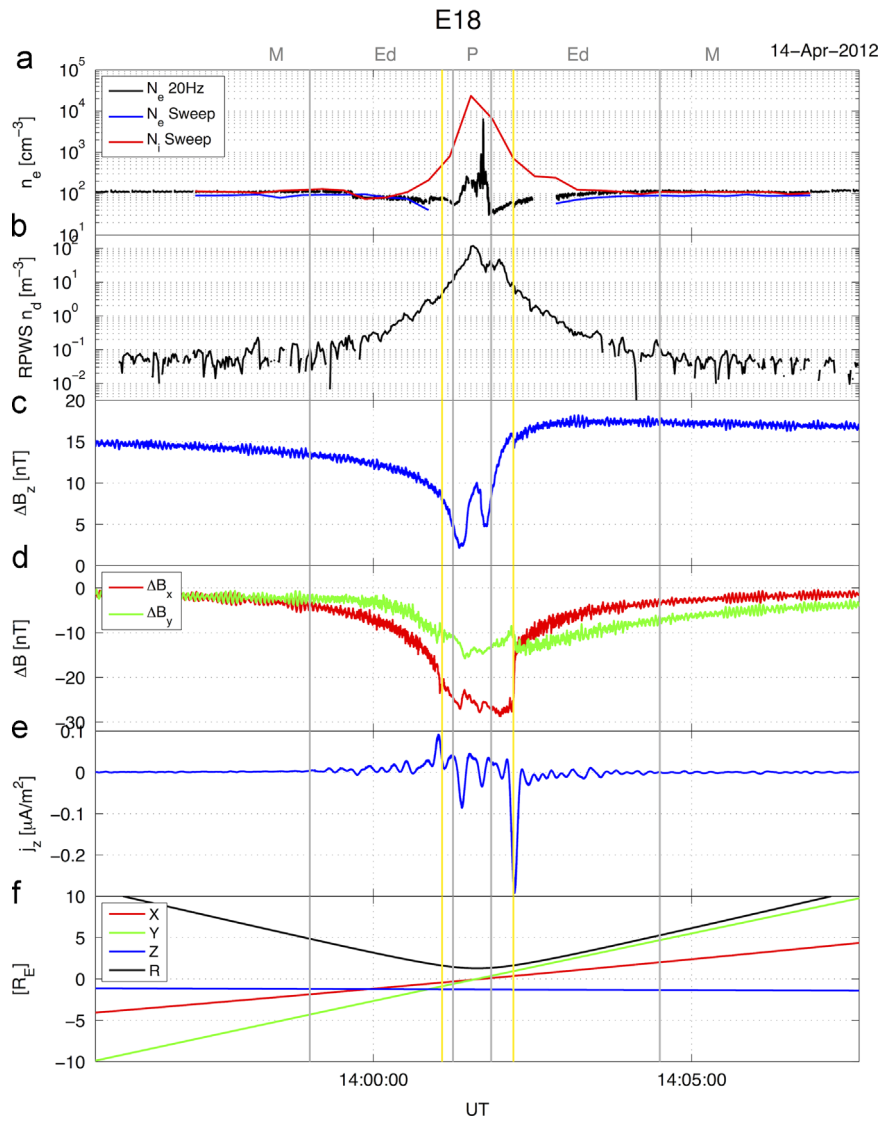 E18
M Ed P Ed M 14-Apr-2012
a
10^5
10^4
10^3
10^2
10^1
n_e [cm^-3]
N_e 20Hz
N_e Sweep
N_i Sweep
b
10^2
10^1
10^0
10^-1
10^-2
RPWS n_d [m^-3]
c
20
15
10
5
0
ΔB_z [nT]
d
0
−10
−20
−30
ΔB [nT]
ΔB_x
ΔB_y
e
0.1
0
−0.1
−0.2
j_z [μA/m^2]
f
10
5
0
−5
−10
[R_E]
X
Y
Z
R
14:00:00 14:05:00
UT